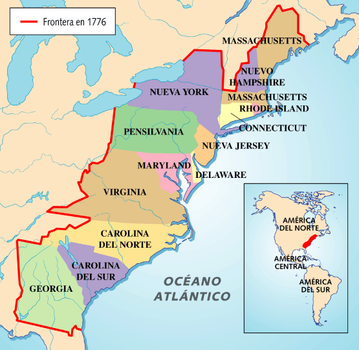 Frontera en 1776
MASSACHUSETTS
NUEVO
HAMPSHIRE
NUEVA YORK
MASSACHUSETTS
RHODE ISLAND
CONNECTICUT
PENSILVANIA
NUEVA JERSEY
MARYLAND
DELAWARE
VIRGINIA
CAROLINA
DEL NORTE
CAROLINA
DEL SUR
GEORGIA
OCÉANO
ATLÁNTICO
AMÉRICA
DEL NORTE
AMÉRICA
CENTRAL
AMÉRICA
DEL SUR